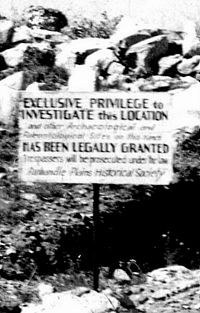 EXCLUSIVE PRIVILEGE to
INVESTIGATE this LOCATION
and other Archaeological and
Paleontological Sites on this ranch
HAS BEEN LEGALLY GRANTED
Trespassers will be prosecuted under the law
Panhandle Plains Historical Society